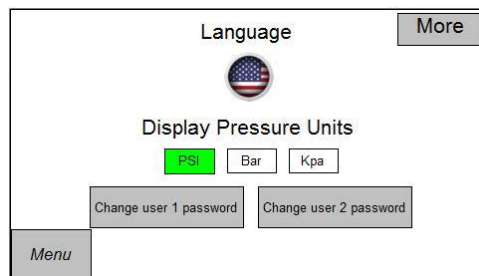 Language
More
Display Pressure Units
PSI
Bar
Kpa
Change user 1 password
Change user 2 password
Menu